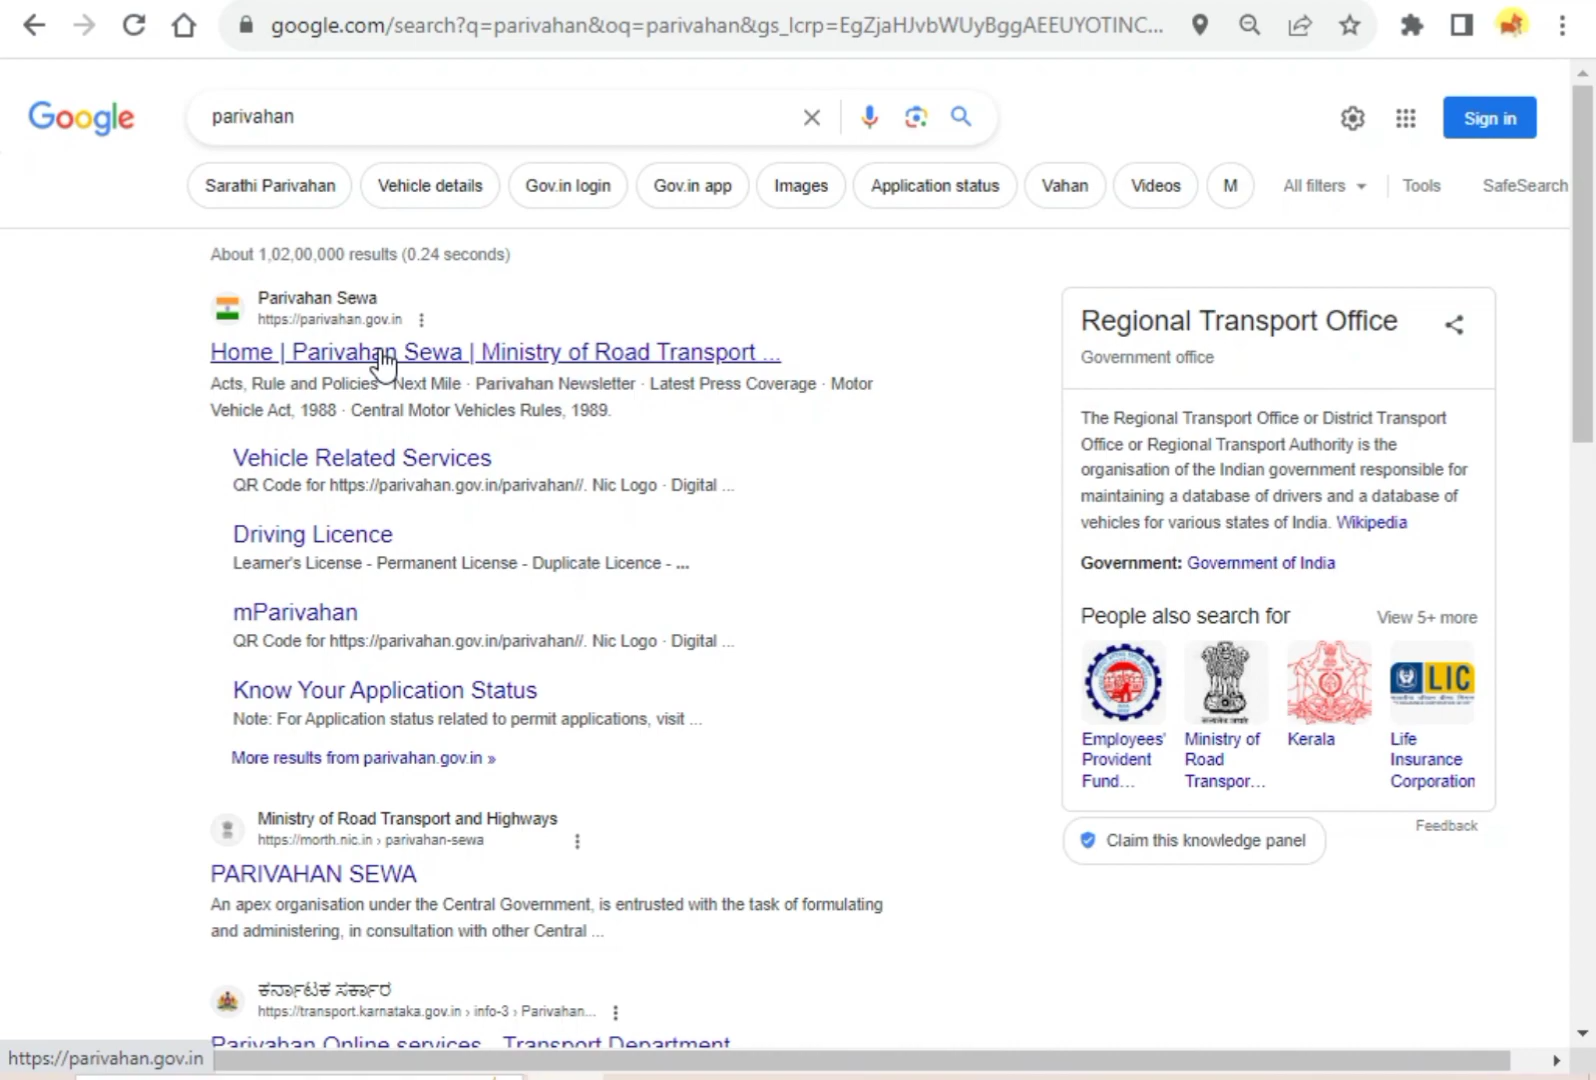 google.com/search?q=parivahan&oq=parivahan&gs_lcrp=EgZjaHJvbWUyBggAEEUYOTINC...
Google
parivahan
Sign in
Sarathi Parivahan
Vehicle details
Gov.in login
Gov.in app
Images
Application status
Vahan
Videos
M
All filters
Tools
SafeSearch
About 1,02,00,000 results (0.24 seconds)
Parivahan Sewa
https://parivahan.gov.in
Home | Parivahan Sewa | Ministry of Road Transport ...
Acts, Rule and Policies · Next Mile · Parivahan Newsletter · Latest Press Coverage · Motor
Vehicle Act, 1988 · Central Motor Vehicles Rules, 1989.
Vehicle Related Services
QR Code for https://parivahan.gov.in/parivahan//. Nic Logo · Digital ...
Driving Licence
Learner's License - Permanent License - Duplicate Licence - ...
mParivahan
QR Code for https://parivahan.gov.in/parivahan//. Nic Logo · Digital ...
Know Your Application Status
Note: For Application status related to permit applications, visit ...
More results from parivahan.gov.in »
Ministry of Road Transport and Highways
https://morth.nic.in › parivahan-sewa
PARIVAHAN SEWA
An apex organisation under the Central Government, is entrusted with the task of formulating
and administering, in consultation with other Central ...
ಕರ್ನಾಟಕ ಸರ್ಕಾರ
https://transport.karnataka.gov.in › info-3 › Parivahan...
Parivahan Online services - Transport Department
https://parivahan.gov.in
Regional Transport Office
Government office
The Regional Transport Office or District Transport
Office or Regional Transport Authority is the
organisation of the Indian government responsible for
maintaining a database of drivers and a database of
vehicles for various states of India. Wikipedia
Government: Government of India
People also search for
View 5+ more
LIC
Employees'
Provident
Fund...
Ministry of
Road
Transpor...
Kerala
Life
Insurance
Corporation
Feedback
Claim this knowledge panel